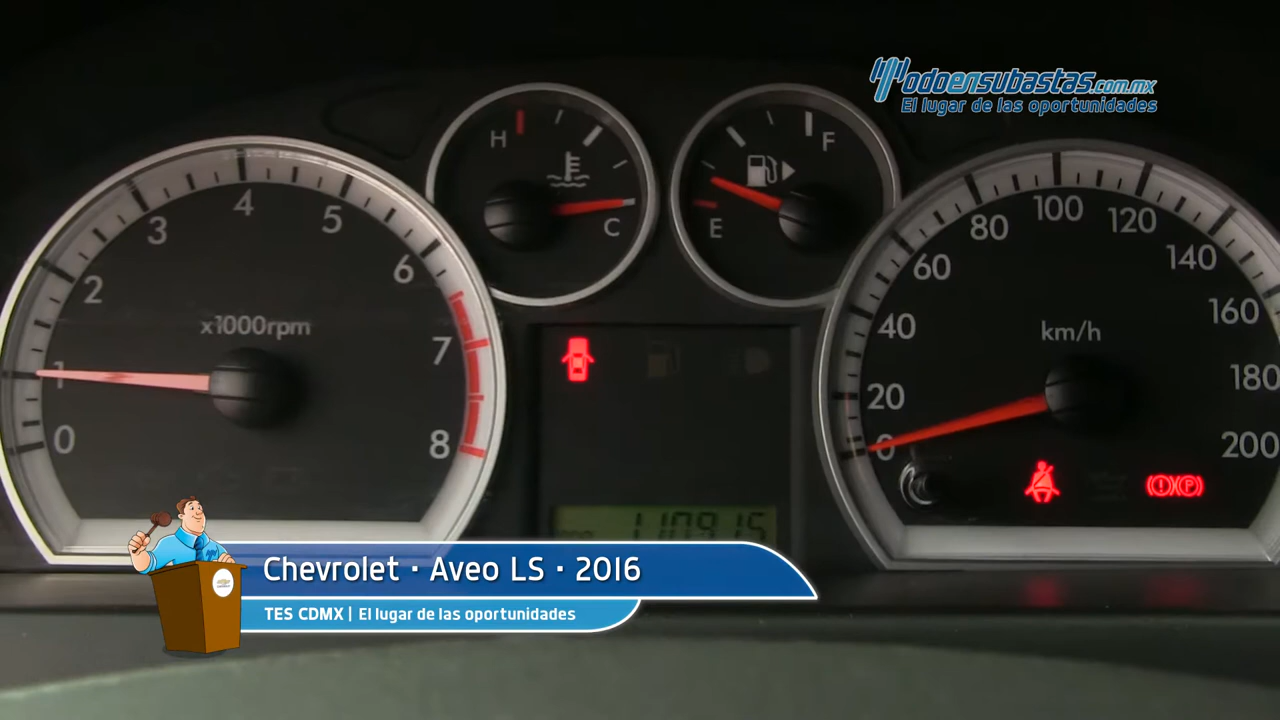 Todoensubastas.com.mx
El lugar de las oportunidades
H
C
F
E
0
1
2
3
4
5
6
7
8
x1000rpm
0
20
40
60
80
100
120
140
160
180
200
km/h
P
110915
Chevrolet · Aveo LS · 2016
TES CDMX | El lugar de las oportunidades